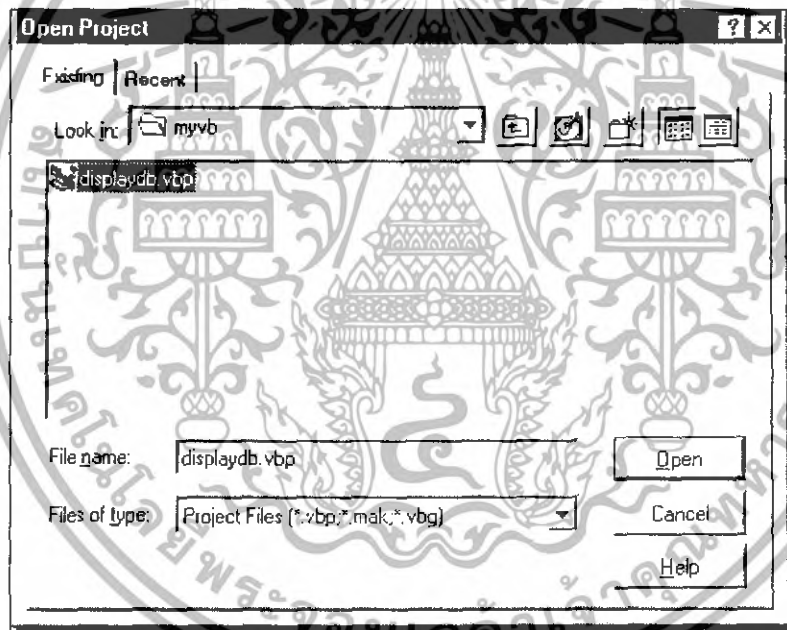 Open Project
Existing Recent
Look in: myvb
displaydb.vbp
File name: displaydb.vbp
Open
Files of type: Project Files (*.vbp;*.mak;*.vbg)
Cancel
Help